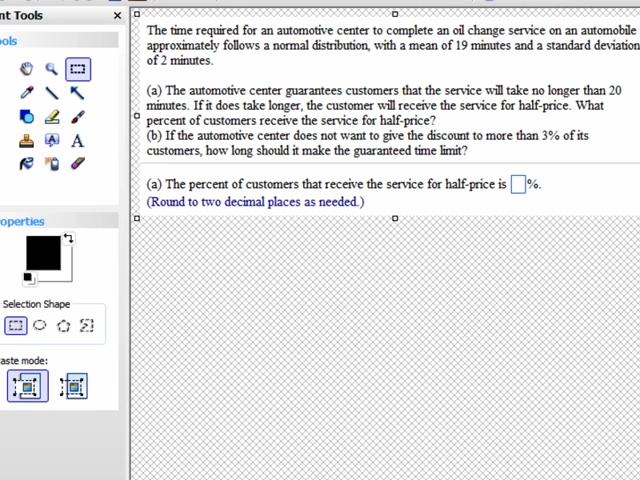 nt Tools
ools
roperties
Selection Shape
aste mode:
The time required for an automotive center to complete an oil change service on an automobile
approximately follows a normal distribution, with a mean of 19 minutes and a standard deviation
of 2 minutes.
(a) The automotive center guarantees customers that the service will take no longer than 20
minutes. If it does take longer, the customer will receive the service for half-price. What
percent of customers receive the service for half-price?
(b) If the automotive center does not want to give the discount to more than 3% of its
customers, how long should it make the guaranteed time limit?
(a) The percent of customers that receive the service for half-price is %.
(Round to two decimal places as needed.)